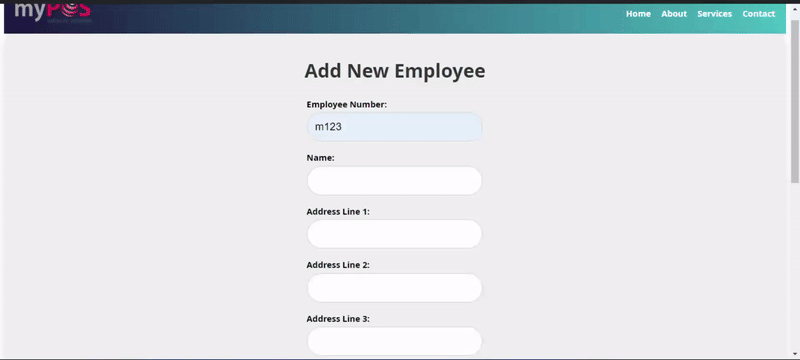 myPOS
Home About Services Contact
Add New Employee
Employee Number:
m123
Name:
Address Line 1:
Address Line 2:
Address Line 3: